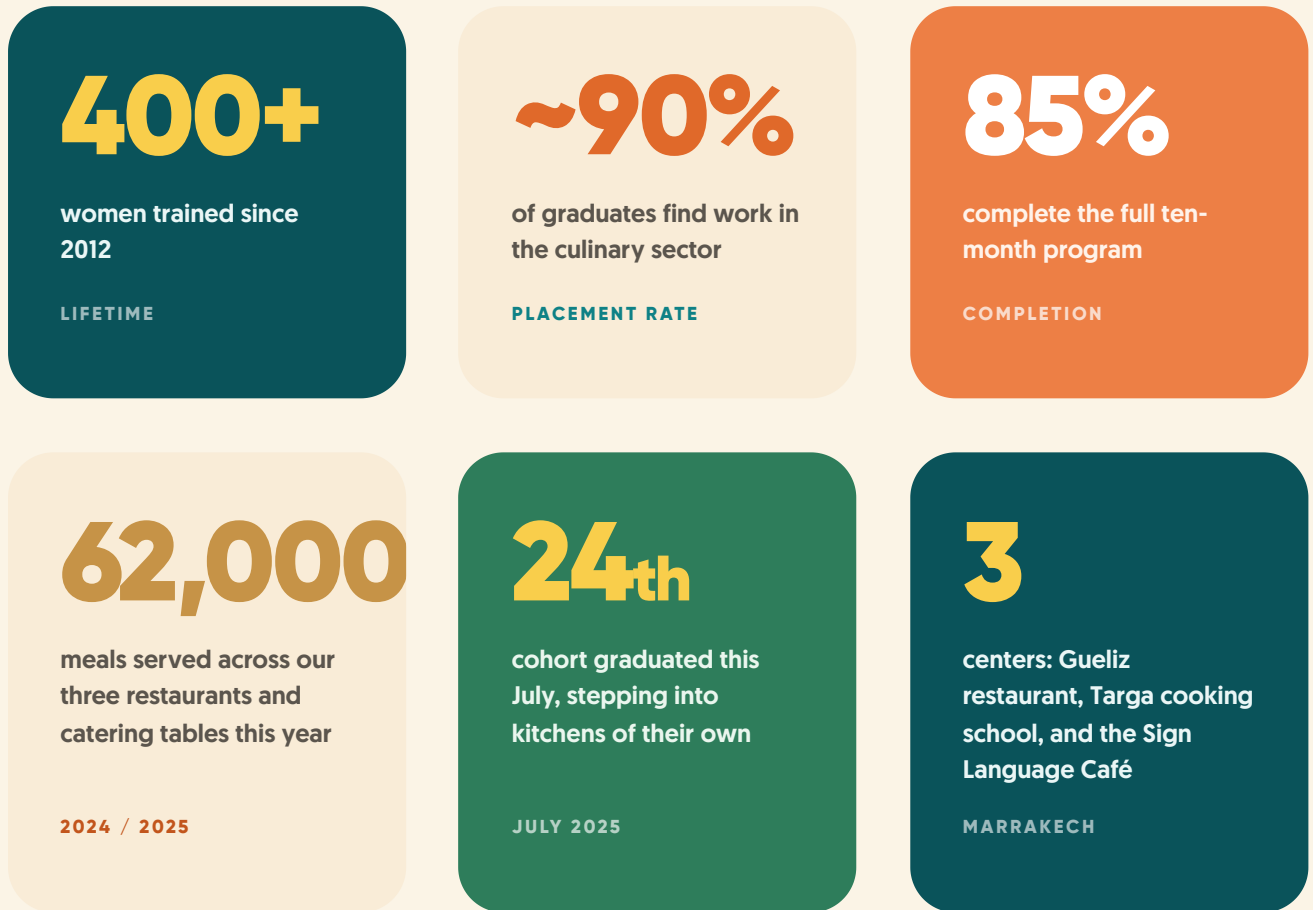 400+
women trained since
2012
LIFETIME
~90%
of graduates find work in
the culinary sector
PLACEMENT RATE
85%
complete the full ten-
month program
COMPLETION
62,000
meals served across our
three restaurants and
catering tables this year
2024 / 2025
24th
cohort graduated this
July, stepping into
kitchens of their own
JULY 2025
3
centers: Gueliz
restaurant, Targa cooking
school, and the Sign
Language Café
MARRAKECH